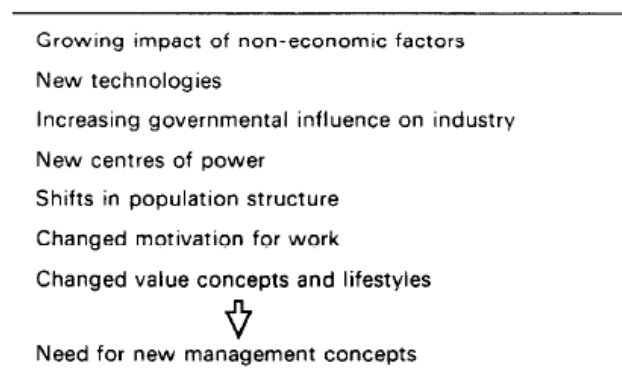 Growing impact of non-economic factors
New technologies
Increasing governmental influence on industry
New centres of power
Shifts in population structure
Changed motivation for work
Changed value concepts and lifestyles
Need for new management concepts